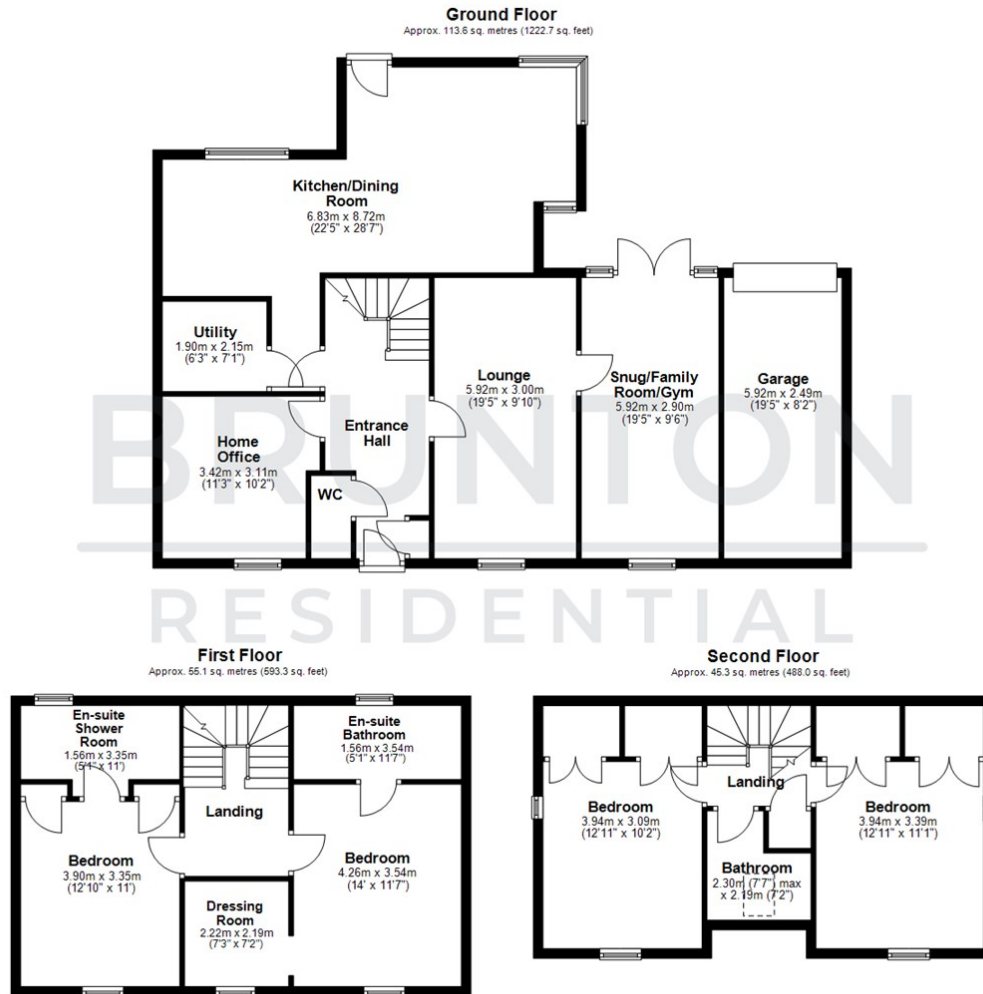 Ground Floor
Approx. 113.6 sq. metres (1222.7 sq. feet)
Kitchen/Dining
Room
6.83m x 8.72m
(22'5" x 28'7")
Utility
1.90m x 2.15m
(6'3" x 7'1")
Lounge
5.92m x 3.00m
(19'5" x 9'10")
Snug/Family
Room/Gym
5.92m x 2.90m
(19'5" x 9'6")
Garage
5.92m x 2.49m
(19'5" x 8'2")
Entrance
Hall
Home
Office
3.42m x 3.11m
(11'3" x 10'2")
WC
BRUNTON
RESIDENTIAL
First Floor
Approx. 55.1 sq. metres (593.3 sq. feet)
En-suite
Shower
Room
1.56m x 3.35m
(5'1" x 11')
En-suite
Bathroom
1.56m x 3.54m
(5'1" x 11'7")
Landing
Bedroom
3.90m x 3.35m
(12'10" x 11')
Bedroom
4.26m x 3.54m
(14' x 11'7")
Dressing
Room
2.22m x 2.19m
(7'3" x 7'2")
Second Floor
Approx. 45.3 sq. metres (488.0 sq. feet)
Landing
Bedroom
3.94m x 3.09m
(12'11" x 10'2")
Bedroom
3.94m x 3.39m
(12'11" x 11'1")
Bathroom
2.30m (7'7") max
x 2.19m (7'2")